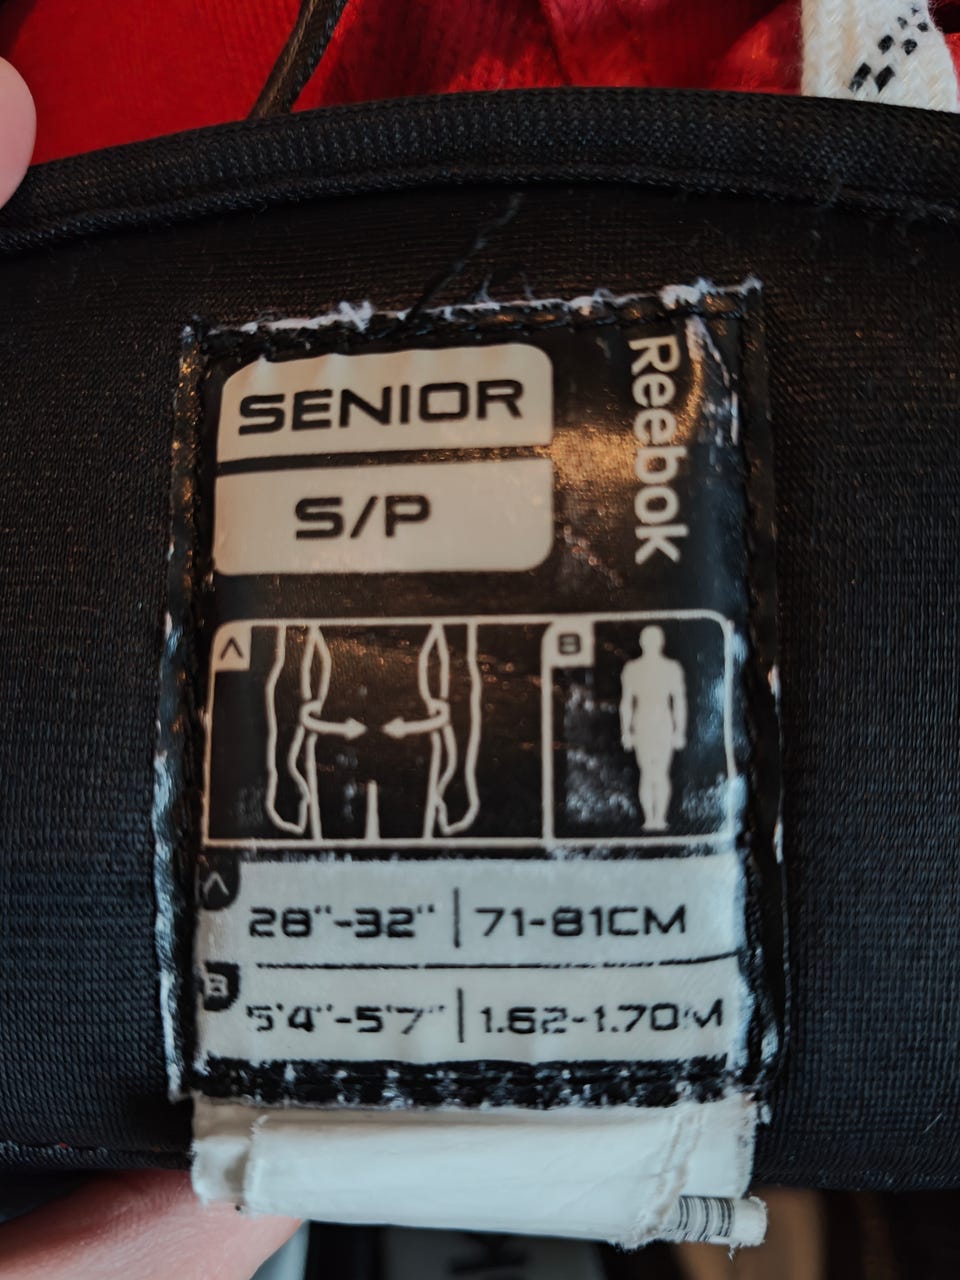 SENIOR
S/P
Reebok
A
B
A
28"-32" | 71-81CM
B
5'4"-5'7" | 1.62-1.70M